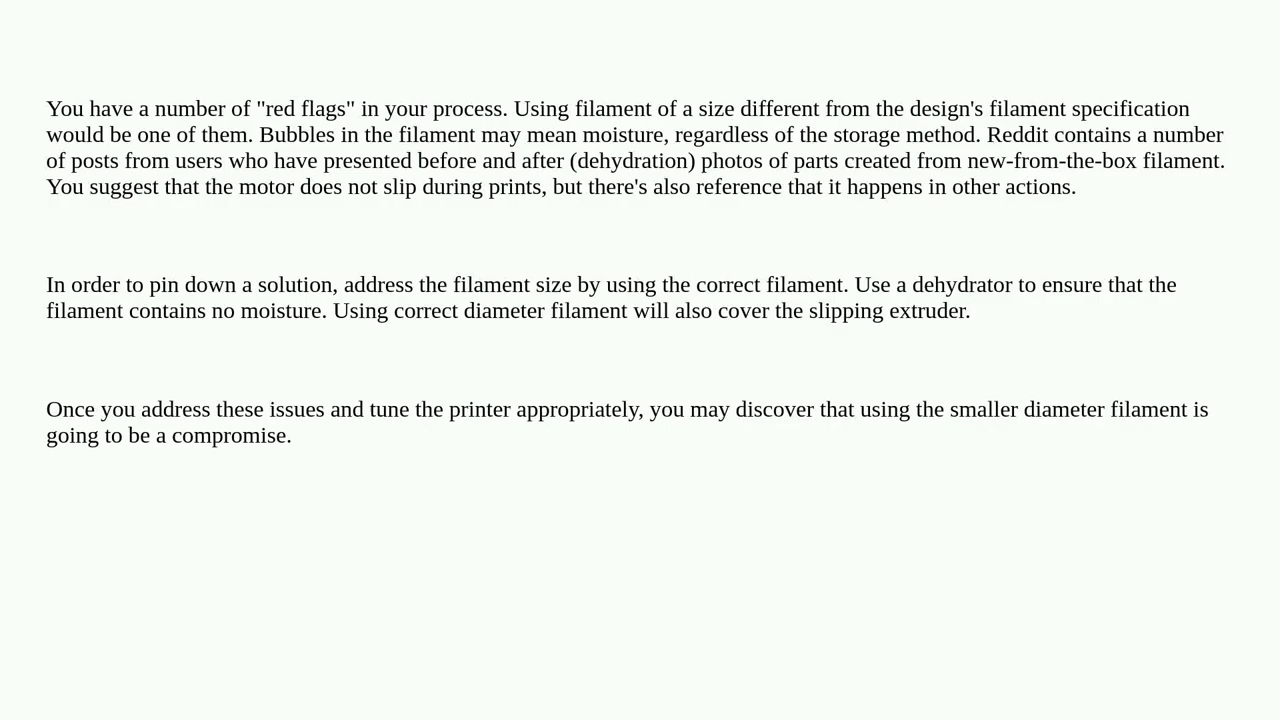 You have a number of "red flags" in your process. Using filament of a size different from the design's filament specification
would be one of them. Bubbles in the filament may mean moisture, regardless of the storage method. Reddit contains a number
of posts from users who have presented before and after (dehydration) photos of parts created from new-from-the-box filament.
You suggest that the motor does not slip during prints, but there's also reference that it happens in other actions.
In order to pin down a solution, address the filament size by using the correct filament. Use a dehydrator to ensure that the
filament contains no moisture. Using correct diameter filament will also cover the slipping extruder.
Once you address these issues and tune the printer appropriately, you may discover that using the smaller diameter filament is
going to be a compromise.